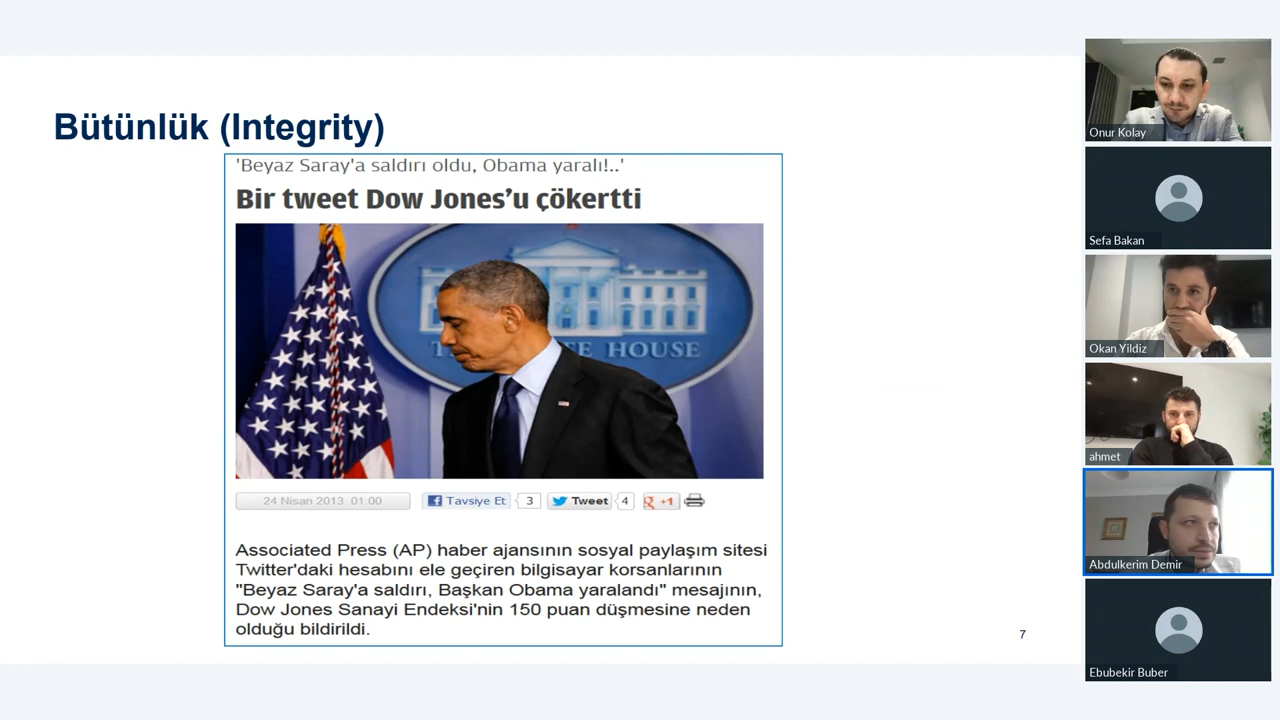 Bütünlük (Integrity)
'Beyaz Saray'a saldırı oldu, Obama yaralı!..'
Bir tweet Dow Jones’u çökertti
THE WHITE HOUSE
24 Nisan 2013 01:00
Tavsiye Et 3 Tweet 4 +1
Associated Press (AP) haber ajansının sosyal paylaşım sitesi
Twitter'daki hesabını ele geçiren bilgisayar korsanlarının
"Beyaz Saray'a saldırı, Başkan Obama yaralandı" mesajının,
Dow Jones Sanayi Endeksi'nin 150 puan düşmesine neden
olduğu bildirildi.
7
Onur Kolay
Sefa Bakan
Okan Yildiz
ahmet
Abdulkerim Demir
Ebubekir Buber